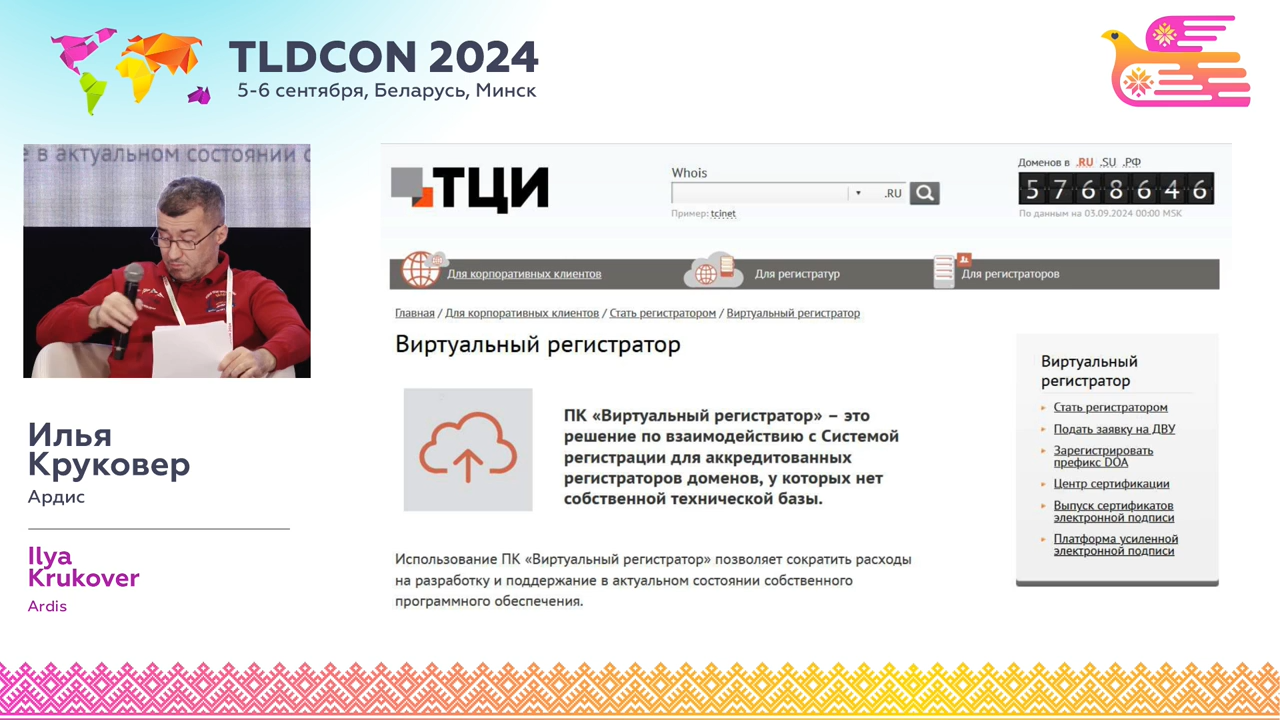 TLDCON 2024
5-6 сентября, Беларусь, Минск
е в актуальном состоянии с
Илья
Круковер
Ардис
Ilya
Krukover
Ardis
ТЦИ
Whois
.RU
Пример: tcinet
Доменов в .RU .SU .РФ
5768646
По данным на 03.09.2024 00:00 MSK
Для корпоративных клиентов
Для регистратур
Для регистраторов
Главная / Для корпоративных клиентов / Стать регистратором / Виртуальный регистратор
Виртуальный регистратор
ПК «Виртуальный регистратор» – это
решение по взаимодействию с Системой
регистрации для аккредитованных
регистраторов доменов, у которых нет
собственной технической базы.
Использование ПК «Виртуальный регистратор» позволяет сократить расходы
на разработку и поддержание в актуальном состоянии собственного
программного обеспечения.
Виртуальный
регистратор
Стать регистратором
Подать заявку на ДВУ
Зарегистрировать
префикс DOA
Центр сертификации
Выпуск сертификатов
электронной подписи
Платформа усиленной
электронной подписи